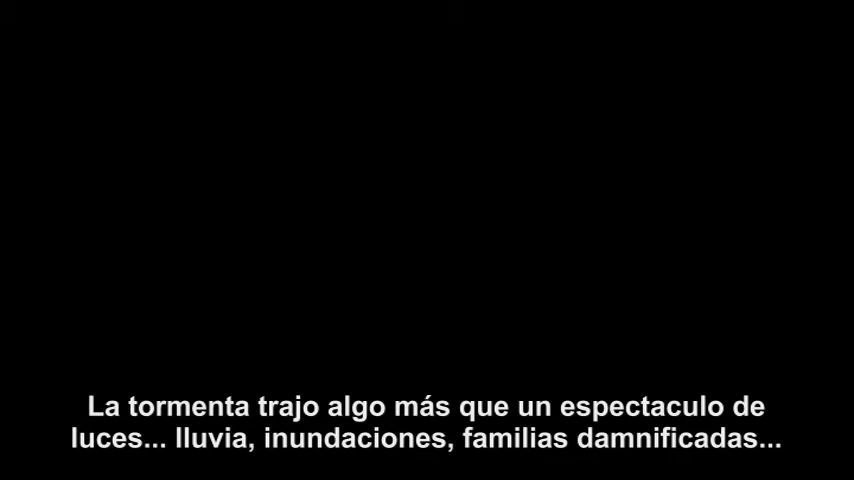 La tormenta trajo algo más que un espectaculo de
luces... lluvia, inundaciones, familias damnificadas...